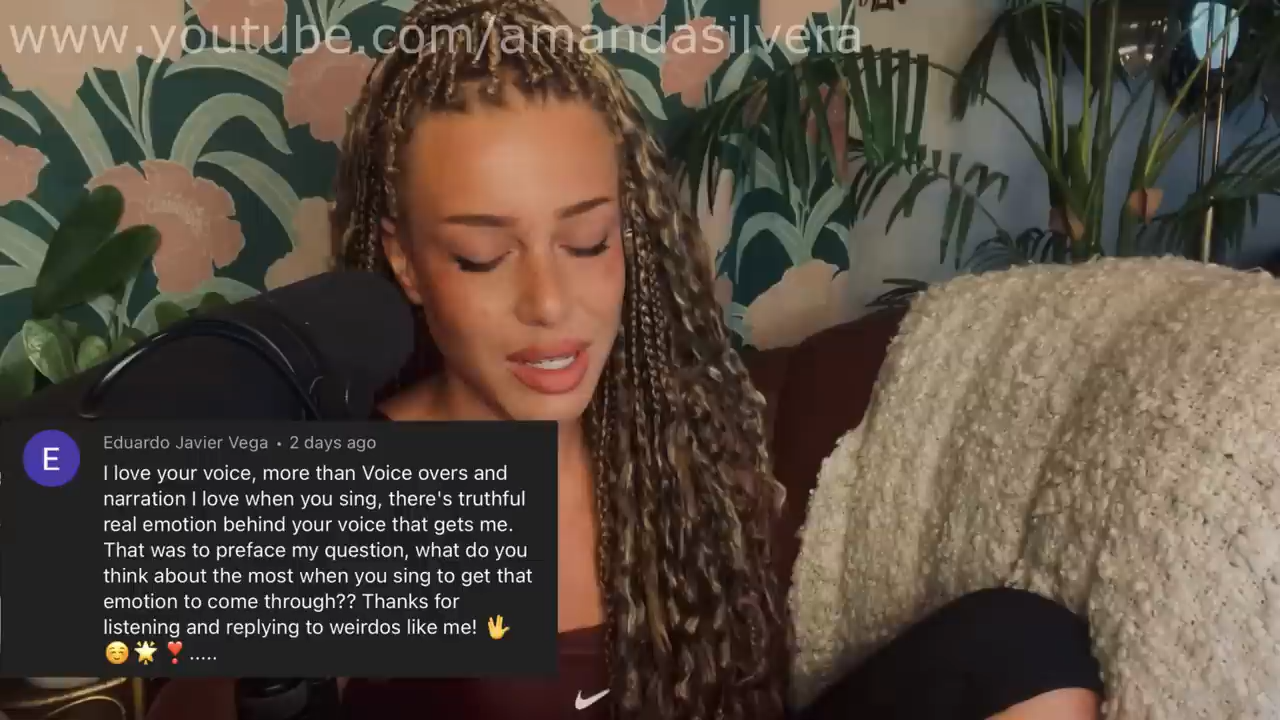 www.youtube.com/amandasilvera
Eduardo Javier Vega • 2 days ago
E
I love your voice, more than Voice overs and
narration I love when you sing, there's truthful
real emotion behind your voice that gets me.
That was to preface my question, what do you
think about the most when you sing to get that
emotion to come through?? Thanks for
listening and replying to weirdos like me! 🖖
☺️🌟❣️.....